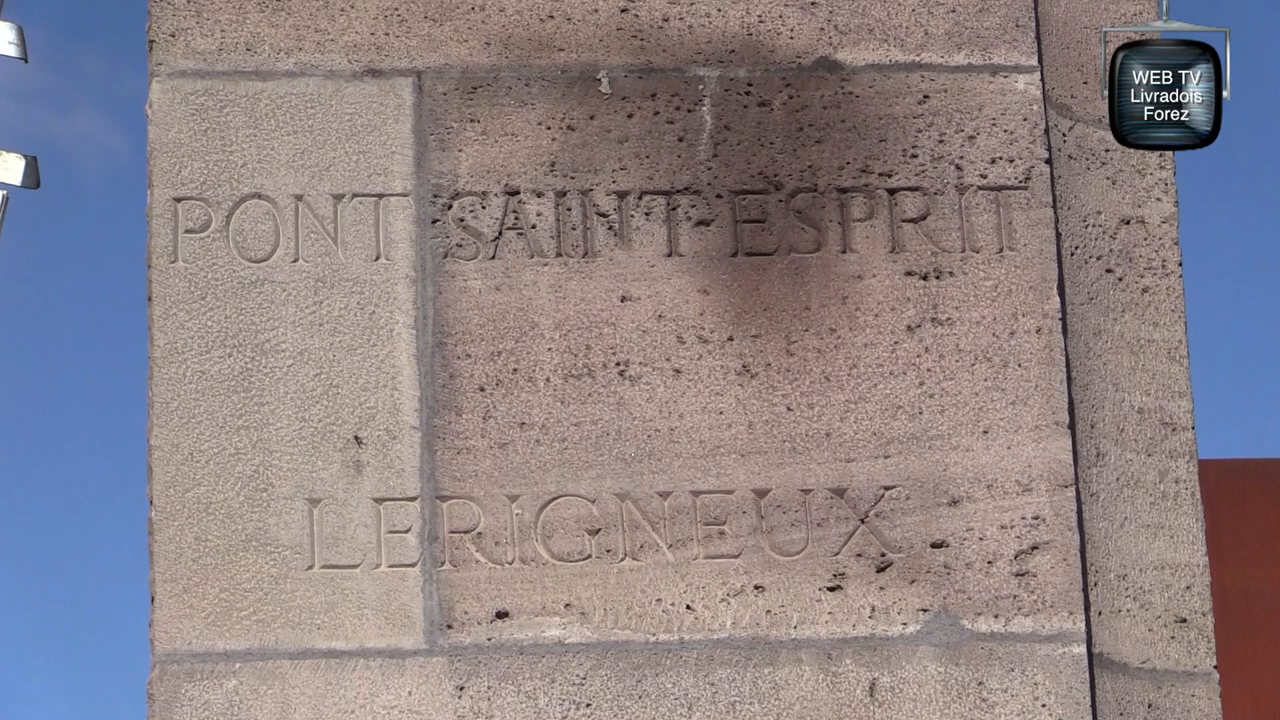 WEB TV
Livradois
Forez
PONT SAINT-ESPRIT
LERIGNEUX